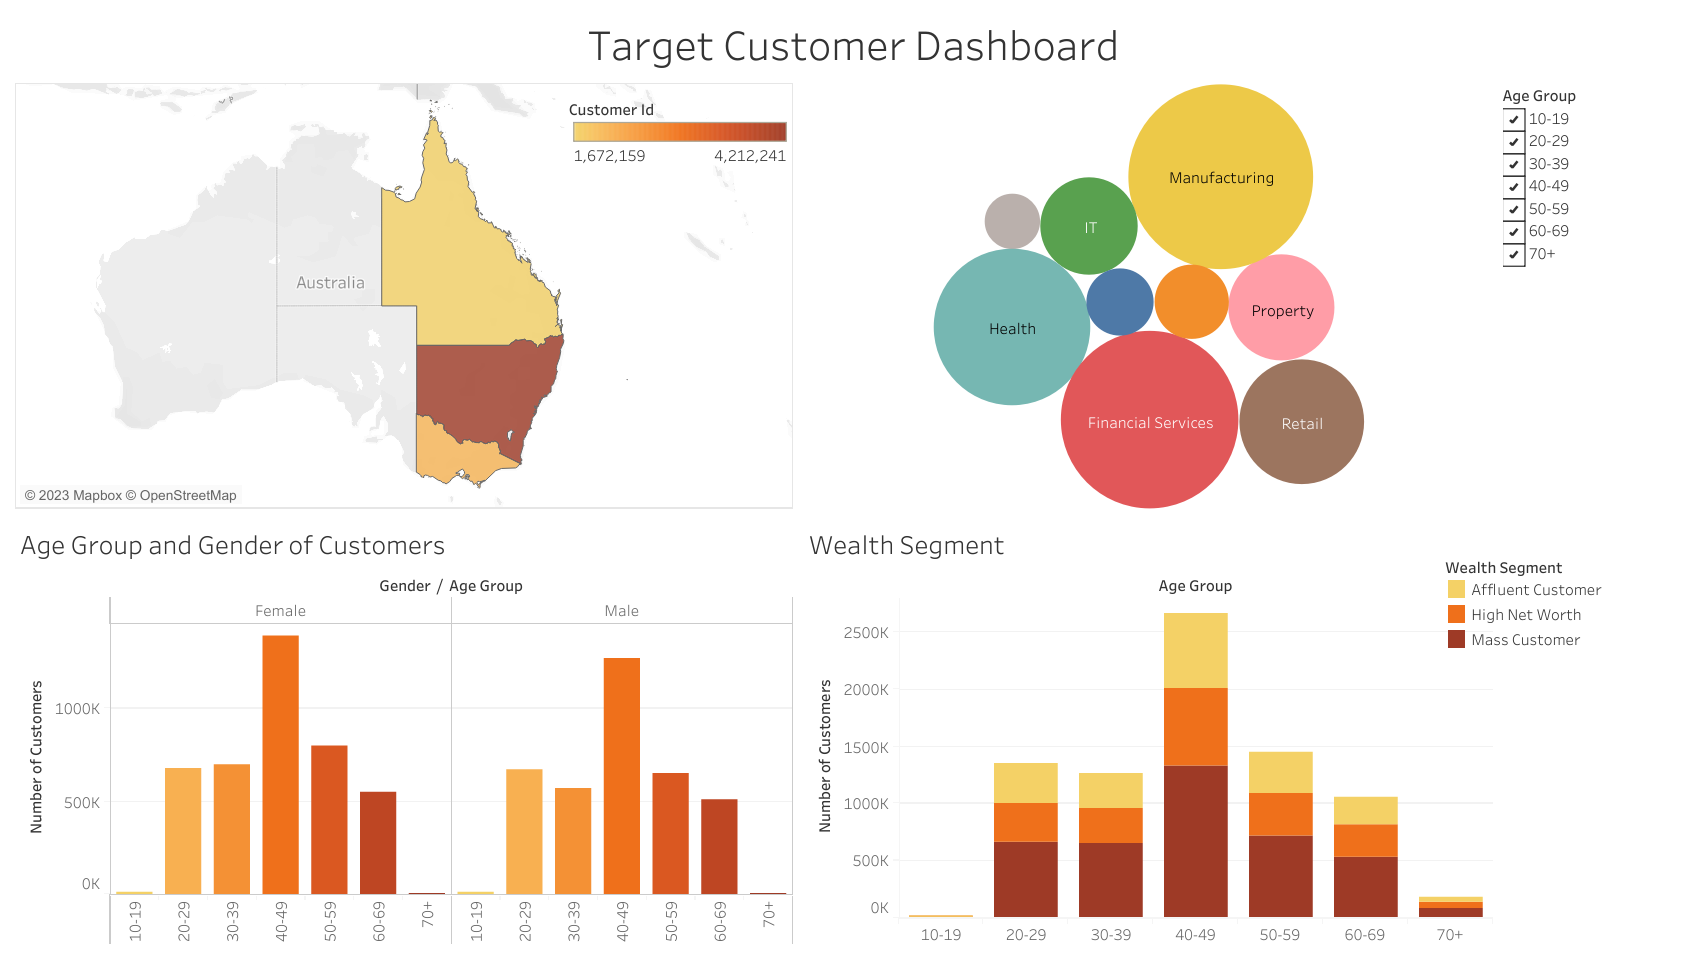 Target Customer Dashboard
Customer Id
1,672,159 4,212,241
Australia
© 2023 Mapbox © OpenStreetMap
Manufacturing
IT
Health
Property
Financial Services
Retail
Age Group
10-19
20-29
30-39
40-49
50-59
60-69
70+
Age Group and Gender of Customers
Gender / Age Group
Female Male
Number of Customers
1000K
500K
0K
10-19 20-29 30-39 40-49 50-59 60-69 70+ 10-19 20-29 30-39 40-49 50-59 60-69 70+
Wealth Segment
Age Group
Number of Customers
2500K
2000K
1500K
1000K
500K
0K
10-19 20-29 30-39 40-49 50-59 60-69 70+
Wealth Segment
Affluent Customer
High Net Worth
Mass Customer